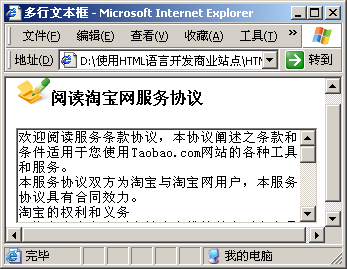 多行文本框 - Microsoft Internet Explorer
文件(F) 编辑(E) 查看(V) 收藏(A) 工具(T) »
地址(D) D:\使用HTML语言开发商业站点\HTM 转到
阅读淘宝网服务协议
欢迎阅读服务条款协议，本协议阐述之条款和
条件适用于您使用Taobao.com网站的各种工具
和服务。
本服务协议双方为淘宝与淘宝网用户，本服务
协议具有合同效力。
淘宝的权利和义务
完毕 我的电脑